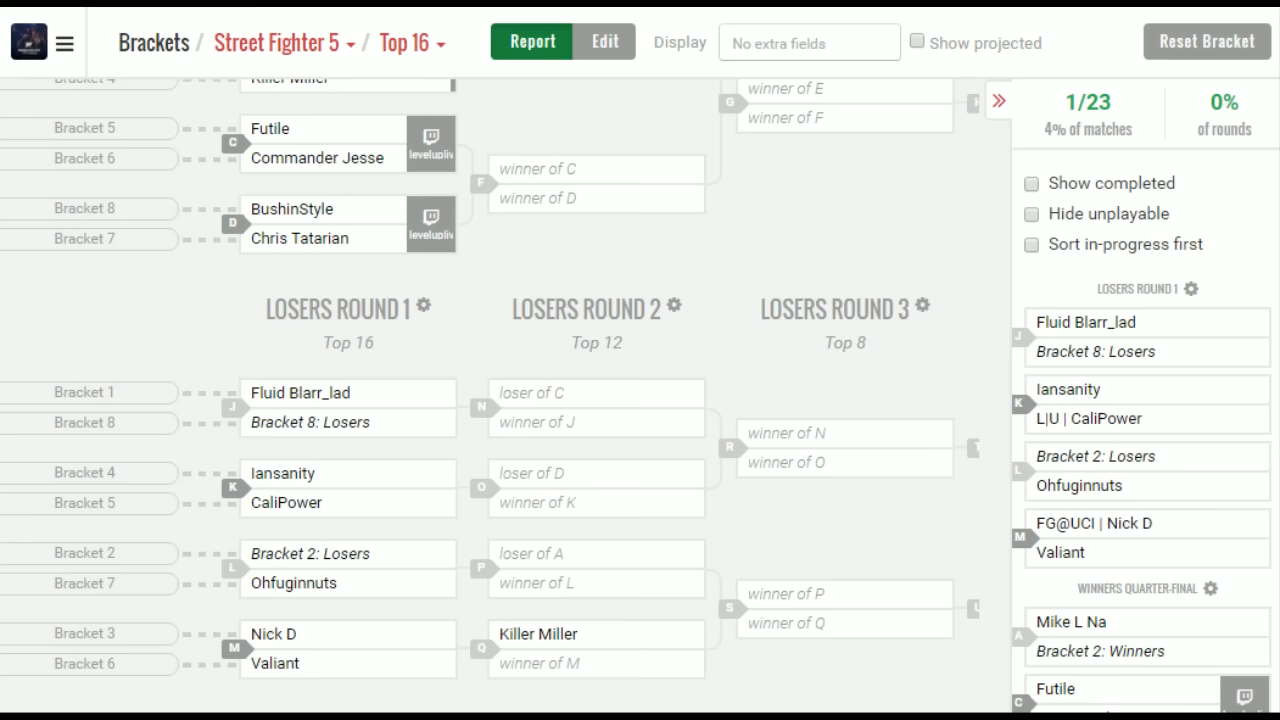 Brackets / Street Fighter 5 / Top 16 Report Edit Display No extra fields Show projected Reset Bracket
Bracket 4 Killer Miller
Bracket 5 Futile
Bracket 6 Commander Jesse
C
levelupliv
Bracket 8 BushinStyle
Bracket 7 Chris Tatarian
D
levelupliv
F
winner of C
winner of D
G
winner of E
winner of F
LOSERS ROUND 1 LOSERS ROUND 2 LOSERS ROUND 3
Top 16 Top 12 Top 8
Bracket 1 Fluid Blarr_lad
Bracket 8 Bracket 8: Losers
J
Bracket 4 Iansanity
Bracket 5 CaliPower
K
Bracket 2 Bracket 2: Losers
Bracket 7 Ohfuginnuts
L
Bracket 3 Nick D
Bracket 6 Valiant
M
N
loser of C
winner of J
O
loser of D
winner of K
P
loser of A
winner of L
Q
Killer Miller
winner of M
R
winner of N
winner of O
S
winner of P
winner of Q
1/23 0%
4% of matches of rounds
Show completed
Hide unplayable
Sort in-progress first
LOSERS ROUND 1
J
Fluid Blarr_lad
Bracket 8: Losers
K
Iansanity
L|U | CaliPower
L
Bracket 2: Losers
Ohfuginnuts
M
FG@UCI | Nick D
Valiant
WINNERS QUARTER-FINAL
A
Mike L Na
Bracket 2: Winners
C
Futile